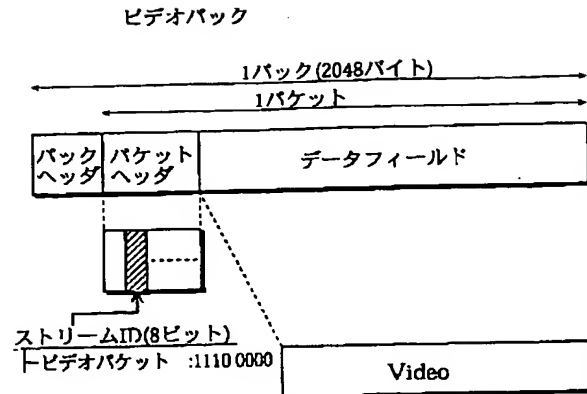 ビデオパック
1パック(2048バイト)
1パケット
パック
ヘッダ
パケット
ヘッダ
データフィールド
ストリームID(8ビット)
ビデオパケット :1110 0000
Video